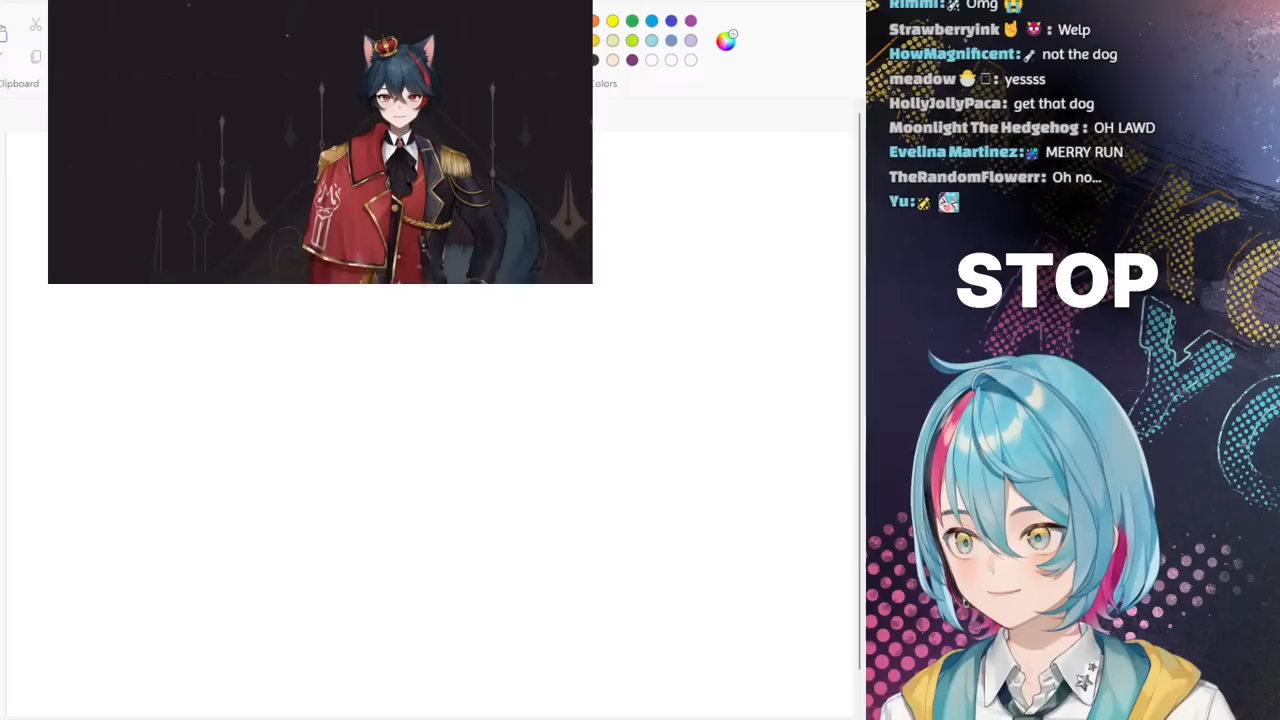 Clipboard
Colors
Rimmi: Omg
StrawberryInk : Welp
HowMagnificent: not the dog
meadow : yessss
HollyJollyPaca: get that dog
Moonlight The Hedgehog : OH LAWD
Evelina Martinez: MERRY RUN
TheRandomFlowerr: Oh no...
Yu:
STOP